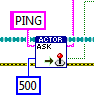 PING
ACTOR
ASK
500